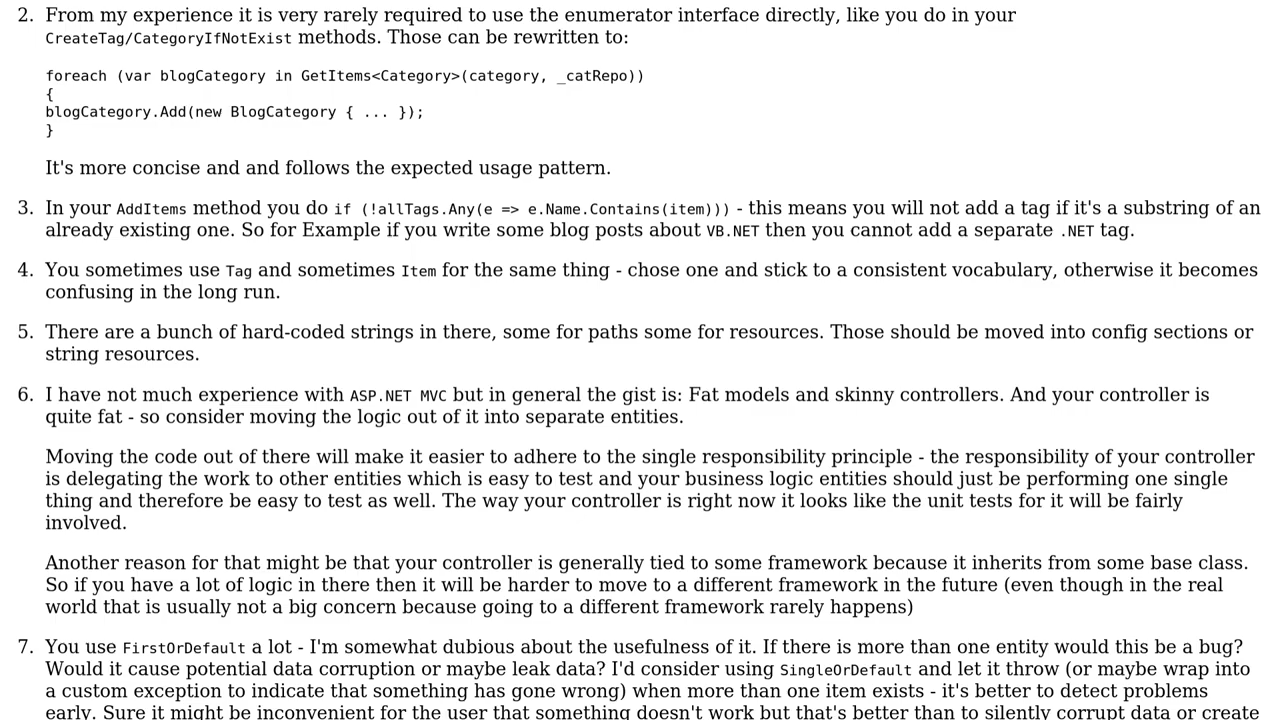 2. From my experience it is very rarely required to use the enumerator interface directly, like you do in your
CreateTag/CategoryIfNotExist methods. Those can be rewritten to:
foreach (var blogCategory in GetItems<Category>(category, _catRepo))
{
blogCategory.Add(new BlogCategory { ... });
}
It's more concise and and follows the expected usage pattern.
3. In your AddItems method you do if (!allTags.Any(e => e.Name.Contains(item))) - this means you will not add a tag if it's a substring of an
already existing one. So for Example if you write some blog posts about VB.NET then you cannot add a separate .NET tag.
4. You sometimes use Tag and sometimes Item for the same thing - chose one and stick to a consistent vocabulary, otherwise it becomes
confusing in the long run.
5. There are a bunch of hard-coded strings in there, some for paths some for resources. Those should be moved into config sections or
string resources.
6. I have not much experience with ASP.NET MVC but in general the gist is: Fat models and skinny controllers. And your controller is
quite fat - so consider moving the logic out of it into separate entities.
Moving the code out of there will make it easier to adhere to the single responsibility principle - the responsibility of your controller
is delegating the work to other entities which is easy to test and your business logic entities should just be performing one single
thing and therefore be easy to test as well. The way your controller is right now it looks like the unit tests for it will be fairly
involved.
Another reason for that might be that your controller is generally tied to some framework because it inherits from some base class.
So if you have a lot of logic in there then it will be harder to move to a different framework in the future (even though in the real
world that is usually not a big concern because going to a different framework rarely happens)
7. You use FirstOrDefault a lot - I'm somewhat dubious about the usefulness of it. If there is more than one entity would this be a bug?
Would it cause potential data corruption or maybe leak data? I'd consider using SingleOrDefault and let it throw (or maybe wrap into
a custom exception to indicate that something has gone wrong) when more than one item exists - it's better to detect problems
early. Sure it might be inconvenient for the user that something doesn't work but that's better than to silently corrupt data or create